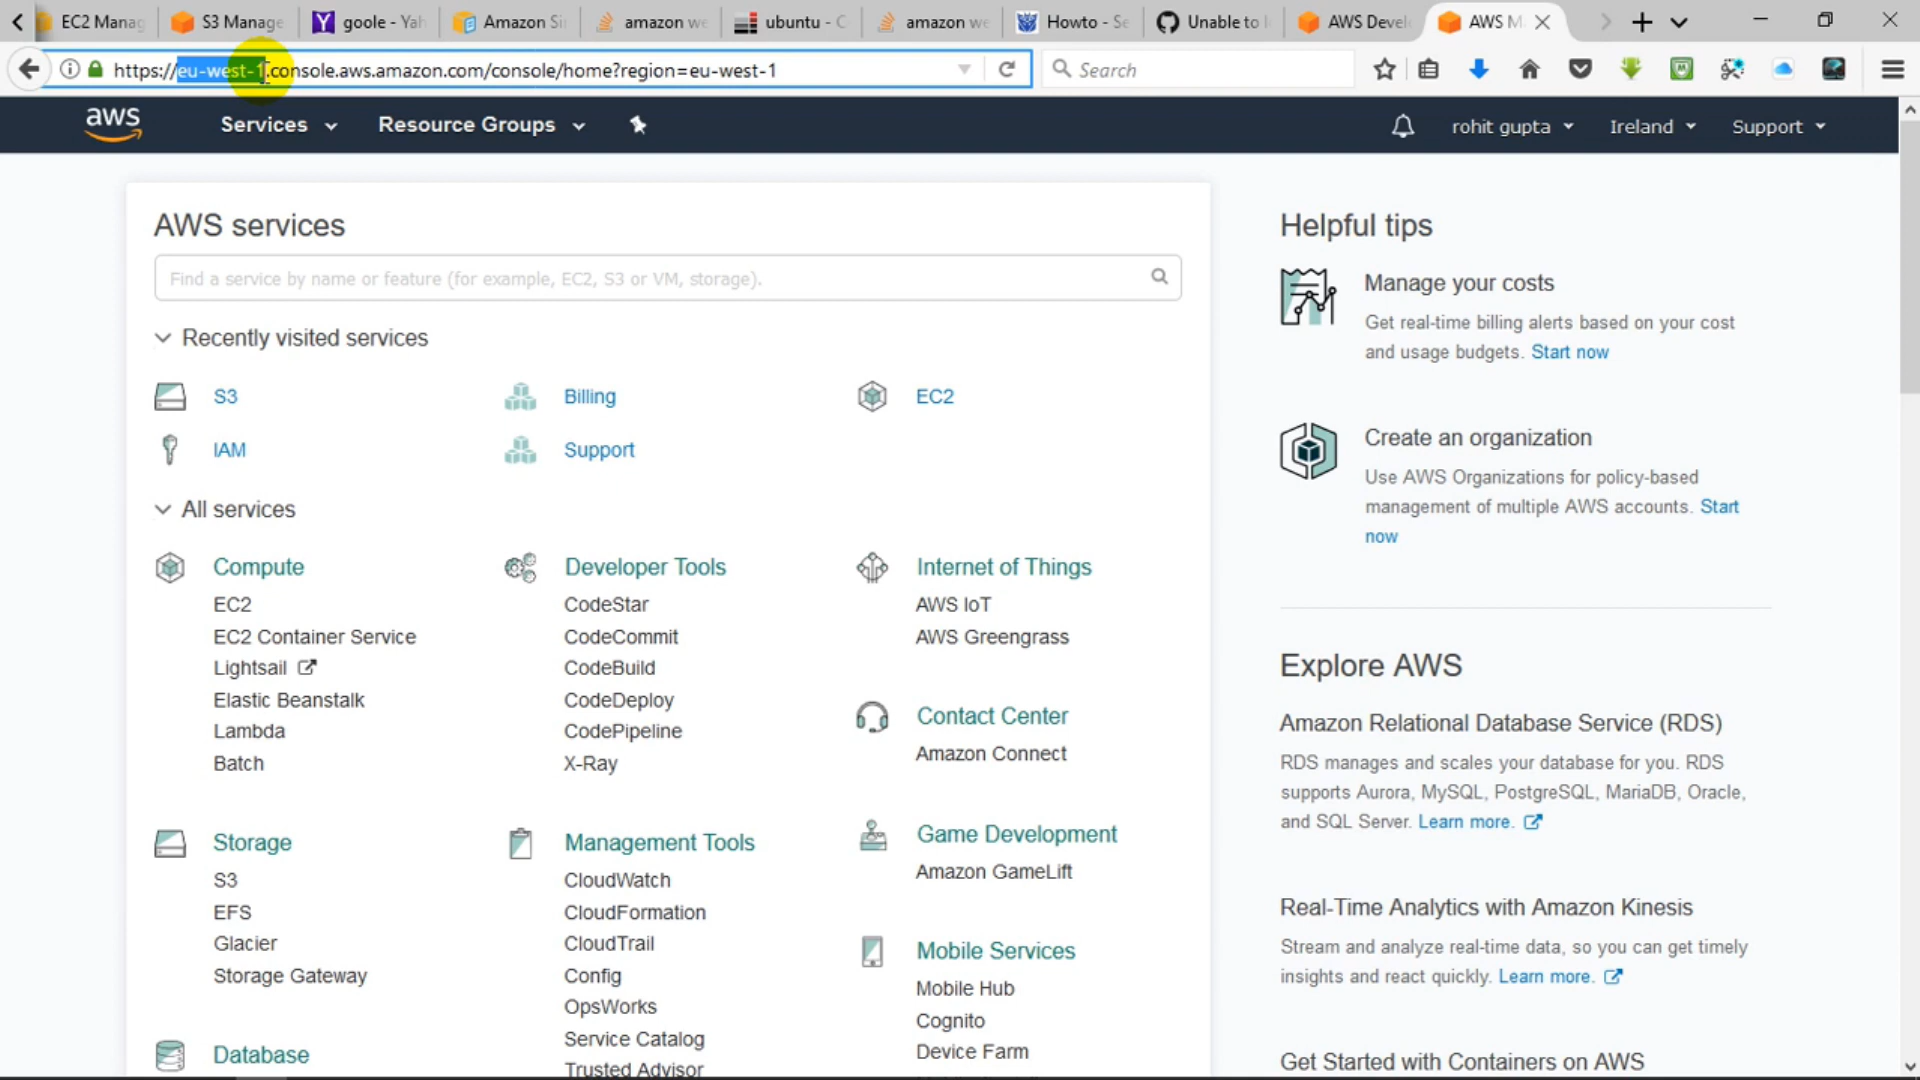 EC2 Manag
S3 Manage
goole - Yah
Amazon Si
amazon we
ubuntu - C
amazon we
Howto - Se
Unable to l
AWS Devel
AWS M
https://eu-west-1.console.aws.amazon.com/console/home?region=eu-west-1
Search
aws
Services
Resource Groups
rohit gupta
Ireland
Support
AWS services
Find a service by name or feature (for example, EC2, S3 or VM, storage).
Recently visited services
S3
Billing
EC2
IAM
Support
All services
Compute
EC2
EC2 Container Service
Lightsail
Elastic Beanstalk
Lambda
Batch
Storage
S3
EFS
Glacier
Storage Gateway
Database
Developer Tools
CodeStar
CodeCommit
CodeBuild
CodeDeploy
CodePipeline
X-Ray
Management Tools
CloudWatch
CloudFormation
CloudTrail
Config
OpsWorks
Service Catalog
Trusted Advisor
Internet of Things
AWS IoT
AWS Greengrass
Contact Center
Amazon Connect
Game Development
Amazon GameLift
Mobile Services
Mobile Hub
Cognito
Device Farm
Helpful tips
Manage your costs
Get real-time billing alerts based on your cost
and usage budgets. Start now
Create an organization
Use AWS Organizations for policy-based
management of multiple AWS accounts. Start
now
Explore AWS
Amazon Relational Database Service (RDS)
RDS manages and scales your database for you. RDS
supports Aurora, MySQL, PostgreSQL, MariaDB, Oracle,
and SQL Server. Learn more.
Real-Time Analytics with Amazon Kinesis
Stream and analyze real-time data, so you can get timely
insights and react quickly. Learn more.
Get Started with Containers on AWS